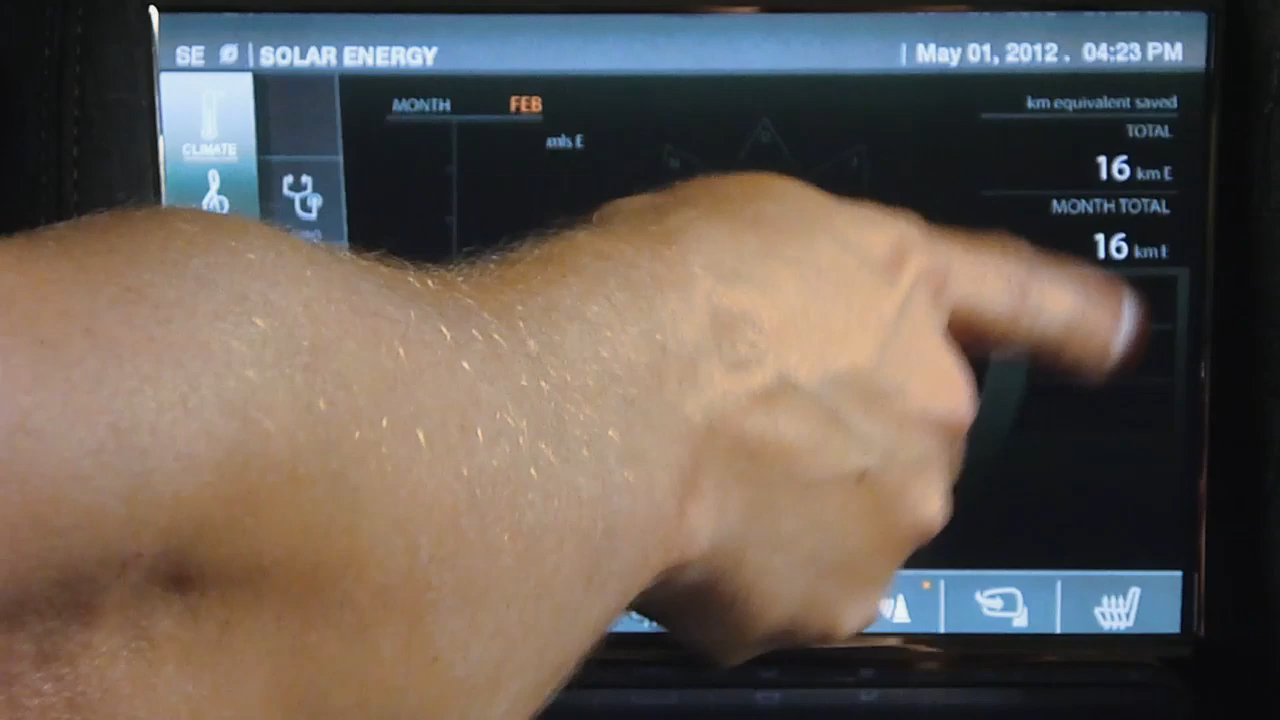 SE | SOLAR ENERGY | May 01, 2012 . 04:23 PM
CLIMATE
MONTH FEB
mls E
km equivalent saved
TOTAL
16 km E
MONTH TOTAL
16 km E